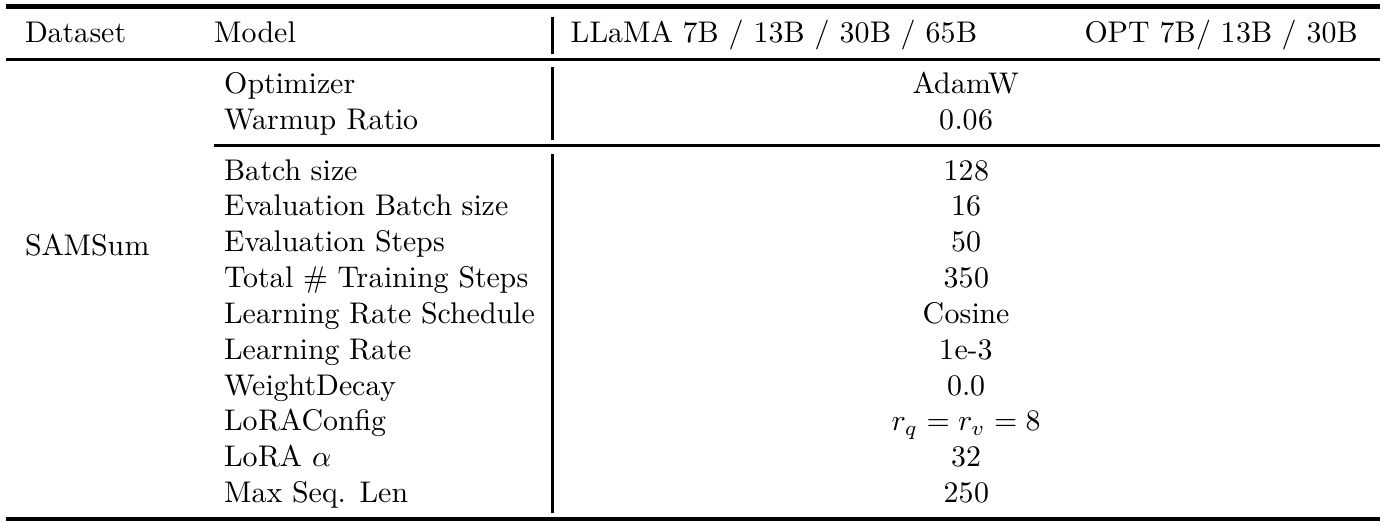 Dataset Model LLaMA 7B / 13B / 30B / 65B OPT 7B/ 13B / 30B
Optimizer AdamW
Warmup Ratio 0.06
Batch size 128
Evaluation Batch size 16
SAMSum Evaluation Steps 50
Total # Training Steps 350
Learning Rate Schedule Cosine
Learning Rate 1e-3
WeightDecay 0.0
LoRAConfig r_q = r_v = 8
LoRA α 32
Max Seq. Len 250